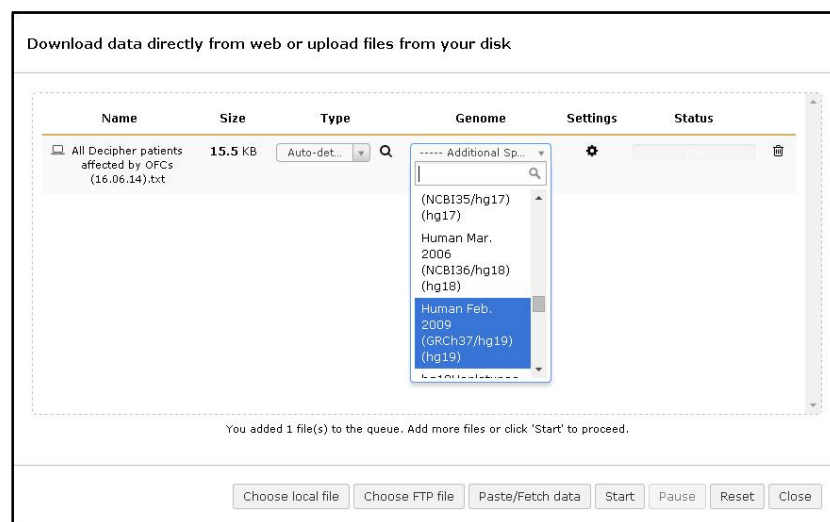 Download data directly from web or upload files from your disk
Name Size Type Genome Settings Status
All Decipher patients 15.5 KB Auto-det... ----- Additional Sp...
affected by OFCs
(16.06.14).txt
(NCBI35/hg17)
(hg17)
Human Mar.
2006
(NCBI36/hg18)
(hg18)
Human Feb.
2009
(GRCh37/hg19)
(hg19)
You added 1 file(s) to the queue. Add more files or click 'Start' to proceed.
Choose local file Choose FTP file Paste/Fetch data Start Pause Reset Close